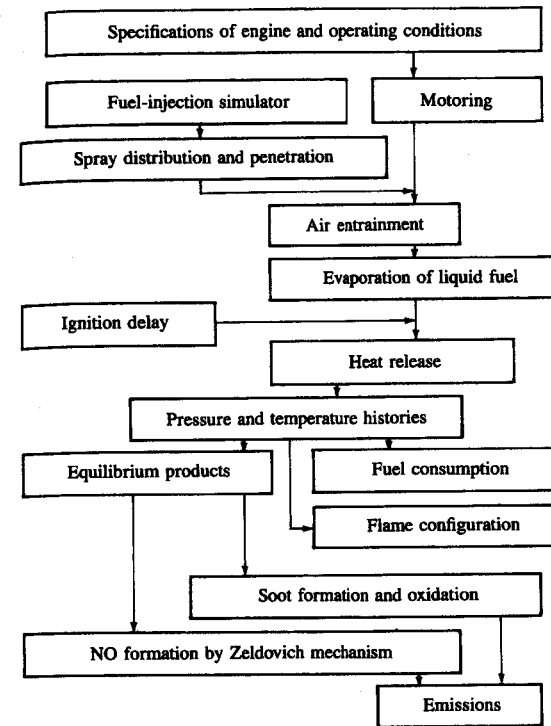 Specifications of engine and operating conditions
Fuel-injection simulator
Motoring
Spray distribution and penetration
Air entrainment
Evaporation of liquid fuel
Ignition delay
Heat release
Pressure and temperature histories
Equilibrium products
Fuel consumption
Flame configuration
Soot formation and oxidation
NO formation by Zeldovich mechanism
Emissions